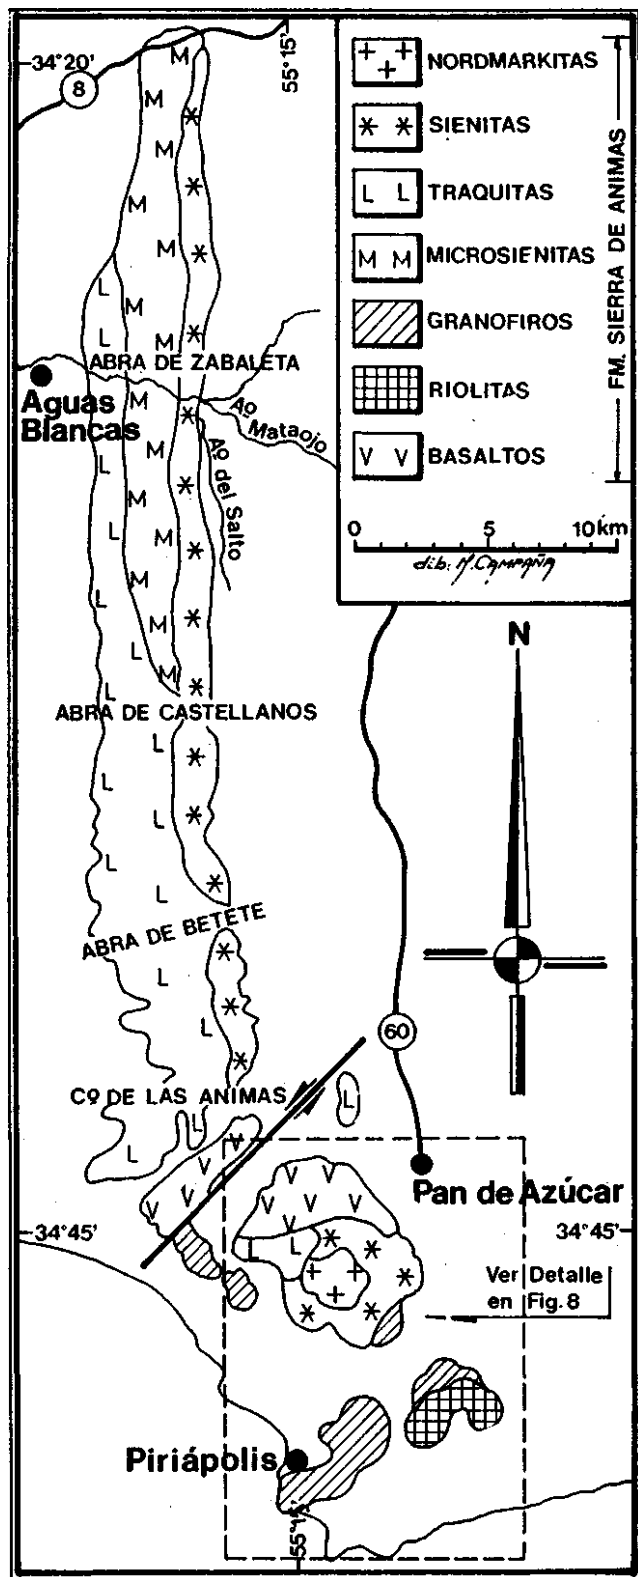 34°20'
55°15'
8
NORDMARKITAS
SIENITAS
L L
TRAQUITAS
M M
MICROSIENITAS
GRANOFIROS
RIOLITAS
V V
BASALTOS
FM. SIERRA DE ANIMAS
0 5 10km
dib: N. CAMPAÑA
ABRA DE ZABALETA
Aguas
Blancas
Aº Mataojo
Aº del Salto
ABRA DE CASTELLANOS
N
ABRA DE BETETE
60
Cº DE LAS ANIMAS
Pan de Azúcar
34°45'
34°45'
Ver Detalle
en Fig. 8
Piriápolis
55°15'